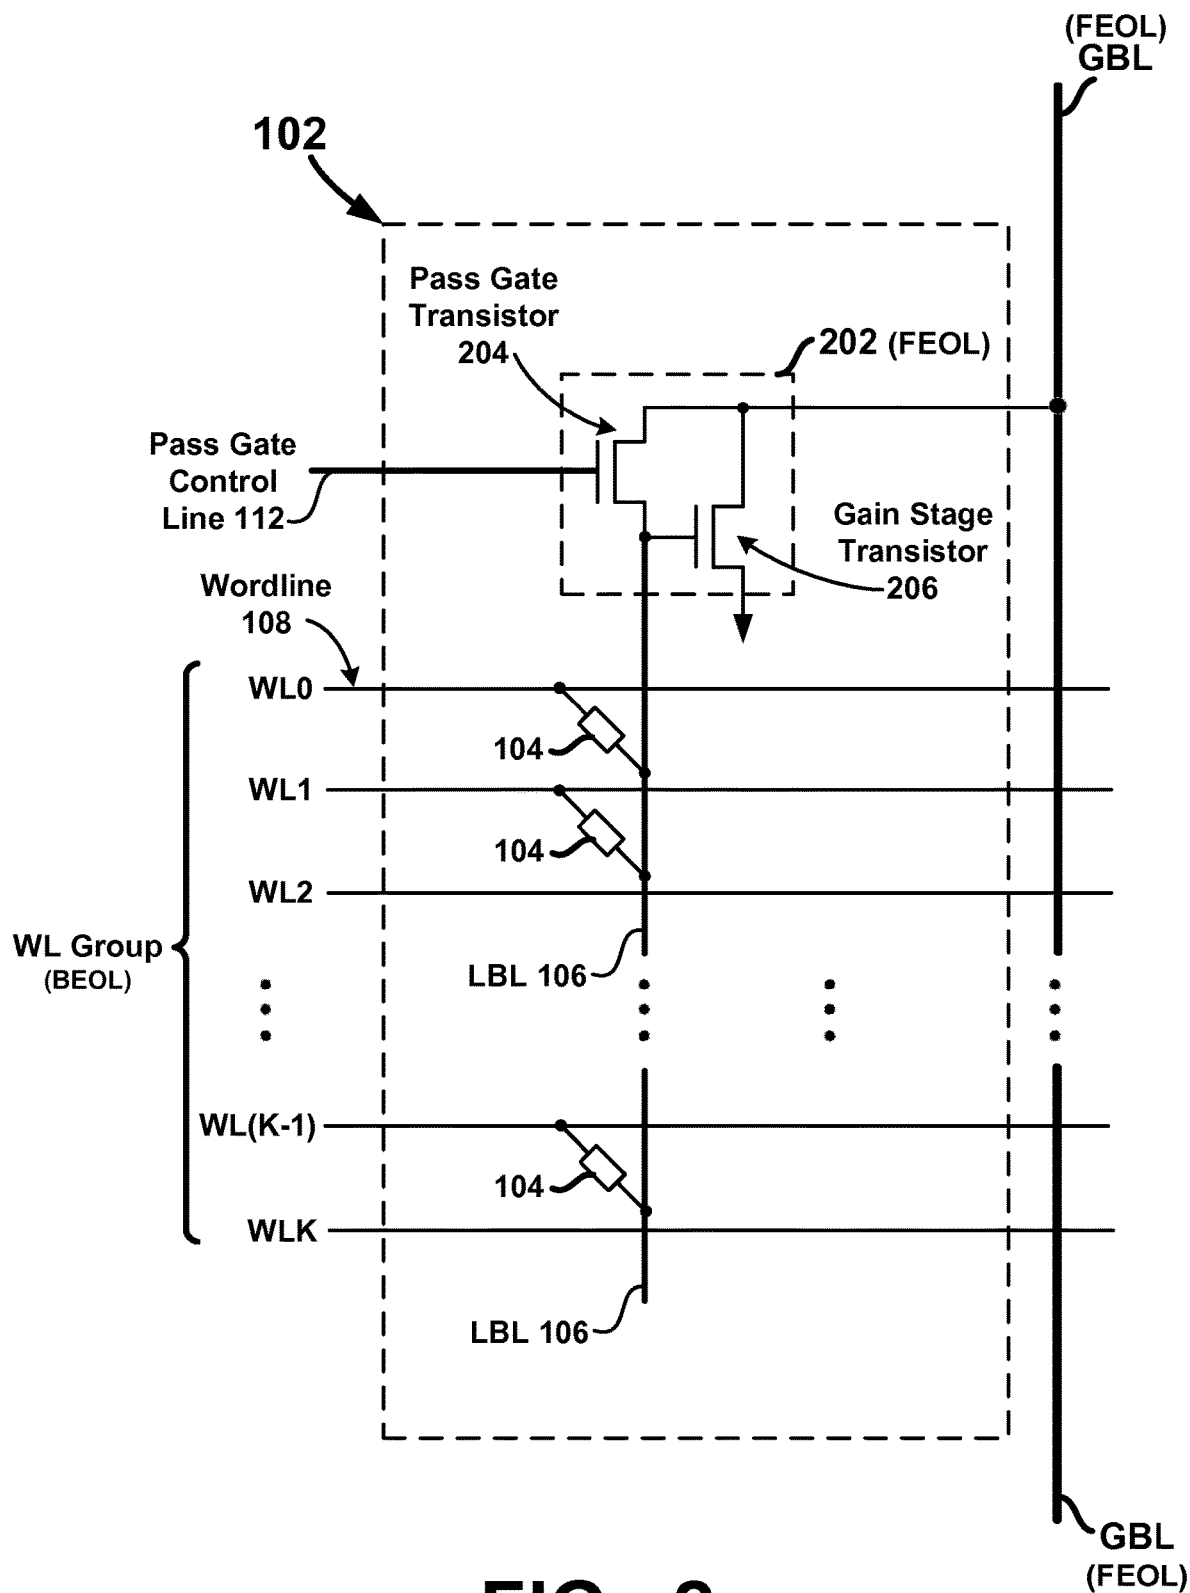 (FEOL)
GBL
102
Pass Gate
Transistor
204
202 (FEOL)
Pass Gate
Control
Line 112
Gain Stage
Transistor
206
Wordline
108
WL0
104
WL1
104
WL2
WL Group
(BEOL)
LBL 106
WL(K-1)
104
WLK
LBL 106
GBL
(FEOL)